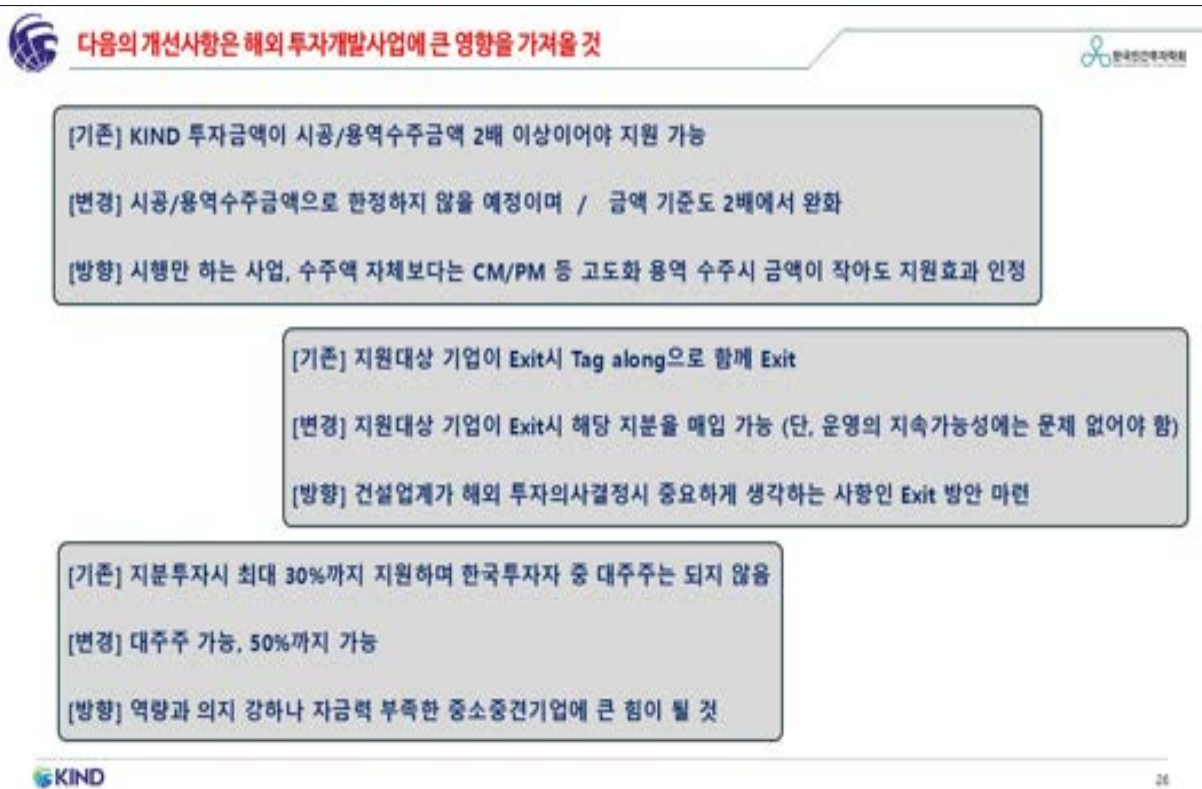 다음의 개선사항은 해외 투자개발사업에 큰 영향을 가져올 것
한국민간투자학회
[기존] KIND 투자금액이 시공/용역수주금액 2배 이상이어야 지원 가능
[변경] 시공/용역수주금액으로 한정하지 않을 예정이며 / 금액 기준도 2배에서 완화
[방향] 시행만 하는 사업, 수주액 자체보다는 CM/PM 등 고도화 용역 수주시 금액이 작아도 지원효과 인정
[기존] 지원대상 기업이 Exit시 Tag along으로 함께 Exit
[변경] 지원대상 기업이 Exit시 해당 지분을 매입 가능 (단, 운영의 지속가능성에는 문제 없어야 함)
[방향] 건설업계가 해외 투자의사결정시 중요하게 생각하는 사항인 Exit 방안 마련
[기존] 지분투자시 최대 30%까지 지원하며 한국투자자 중 대주주는 되지 않음
[변경] 대주주 가능, 50%까지 가능
[방향] 역량과 의지 강하나 자금력 부족한 중소중견기업에 큰 힘이 될 것
KIND
26